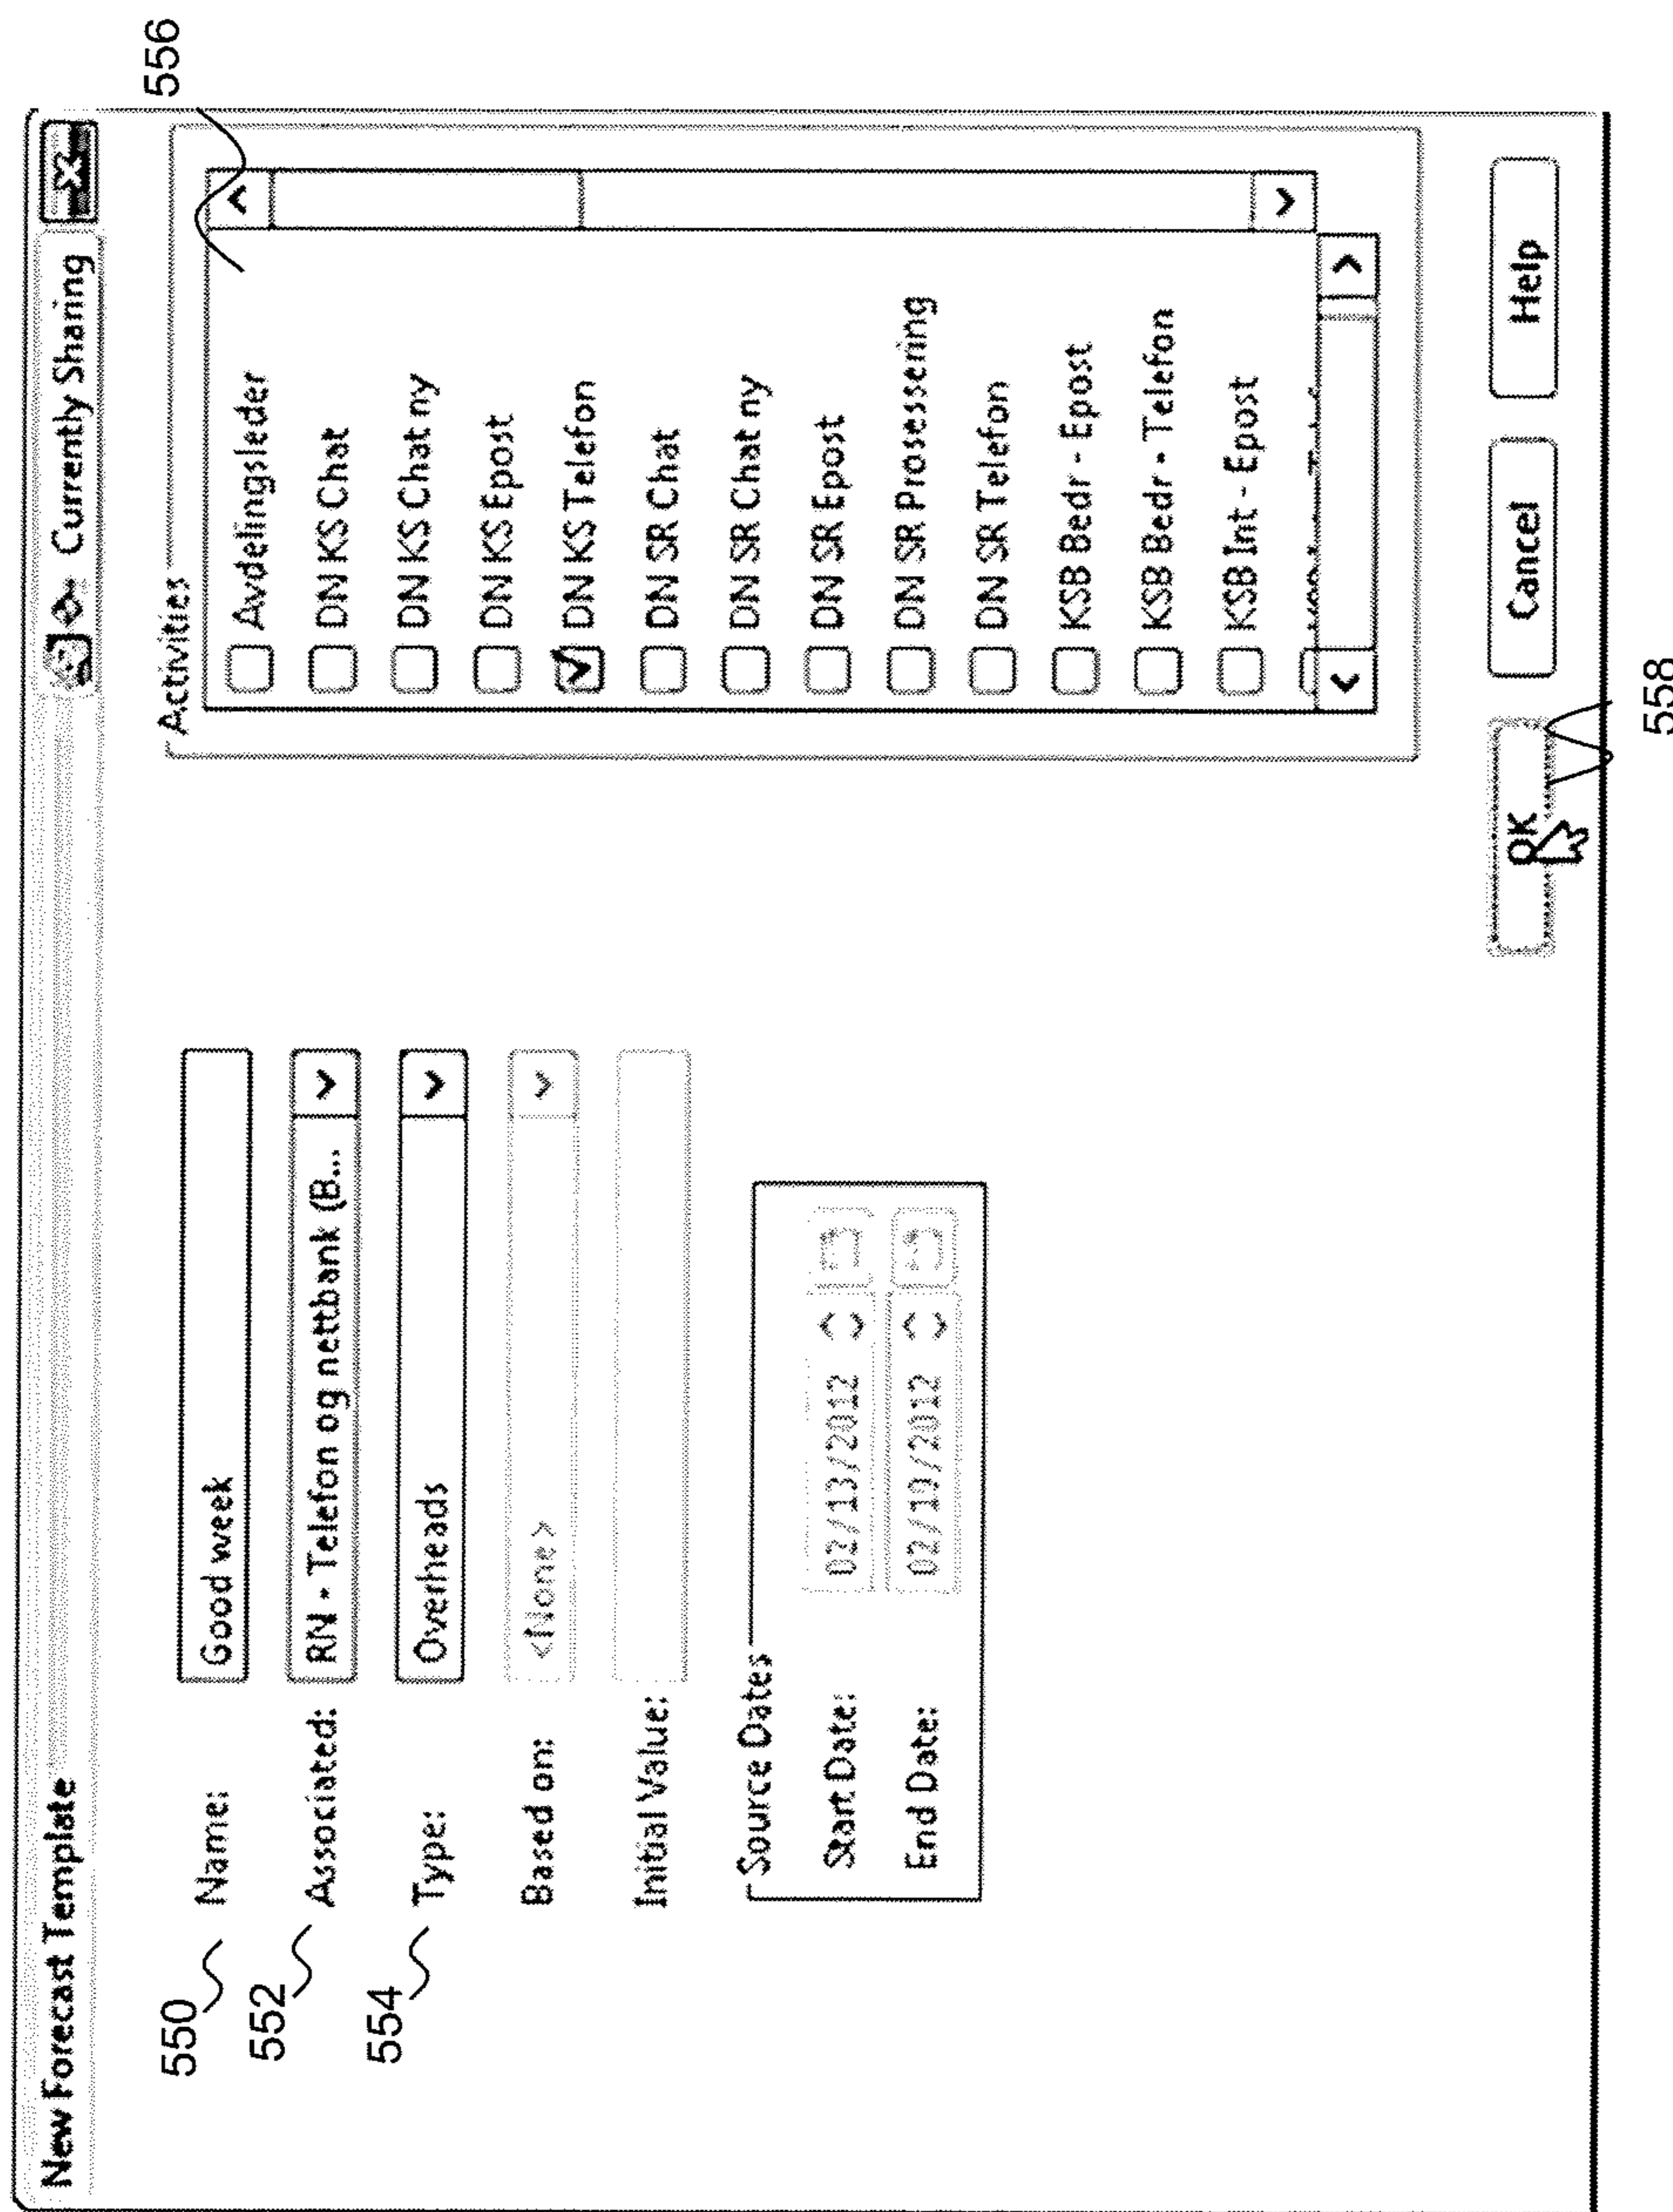 New Forecast Template
Currently Sharing
556
550
Name:
Good week
552
Associated:
RN - Telefon og nettbank (B...
554
Type:
Overheads
Based on:
<None>
Initial Value:
Source Dates
Start Date:
02/13/2012
End Date:
02/19/2012
Activities
Avdelingsleder
DN KS Chat
DN KS Chat ny
DN KS Epost
DN KS Telefon
DN SR Chat
DN SR Chat ny
DN SR Epost
DN SR Prosessering
DN SR Telefon
KSB Bedr - Epost
KSB Bedr - Telefon
KSB Int - Epost
OK
Cancel
Help
558